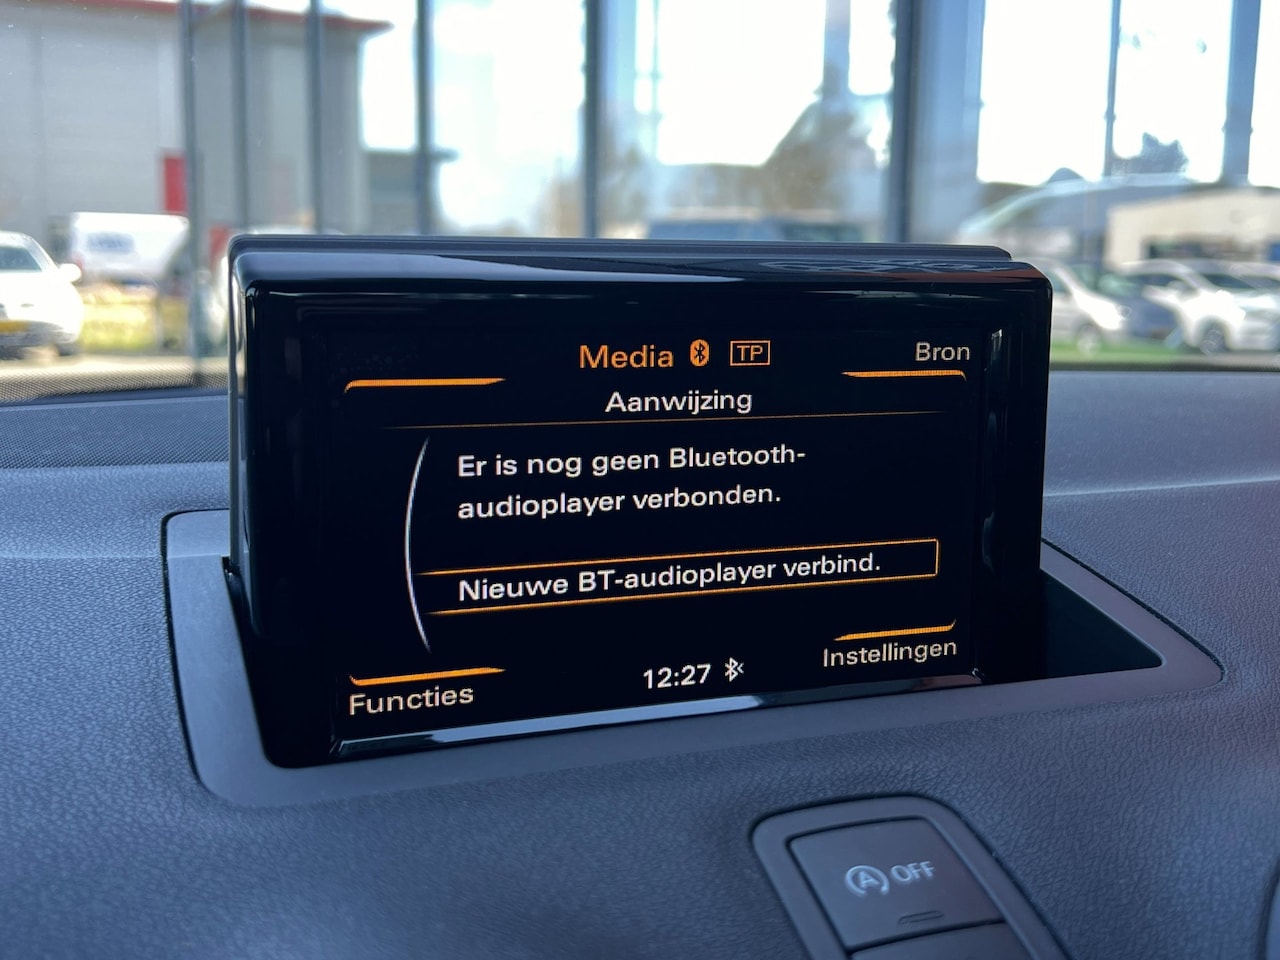 Media TP Bron
Aanwijzing
Er is nog geen Bluetooth-
audioplayer verbonden.
Nieuwe BT-audioplayer verbind.
Functies 12:27 Instellingen
A OFF